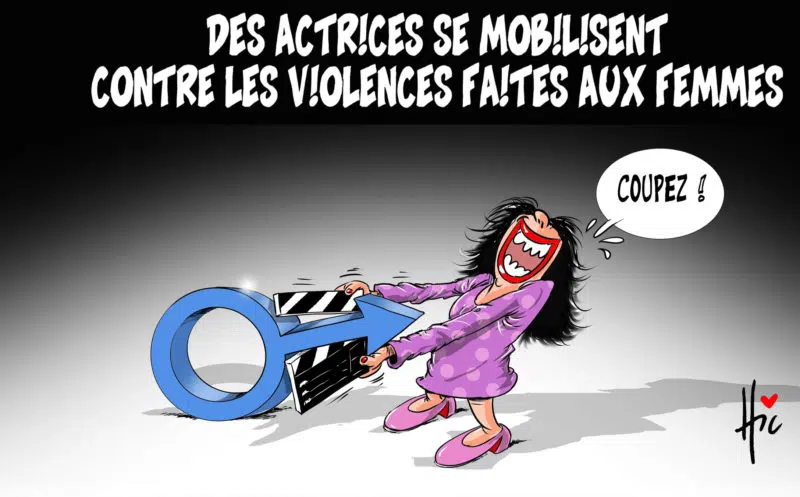 DES ACTR!CES SE MOB!L!SENT
CONTRE LES V!OLENCES FA!TES AUX FEMMES
COUPEZ !
Hic